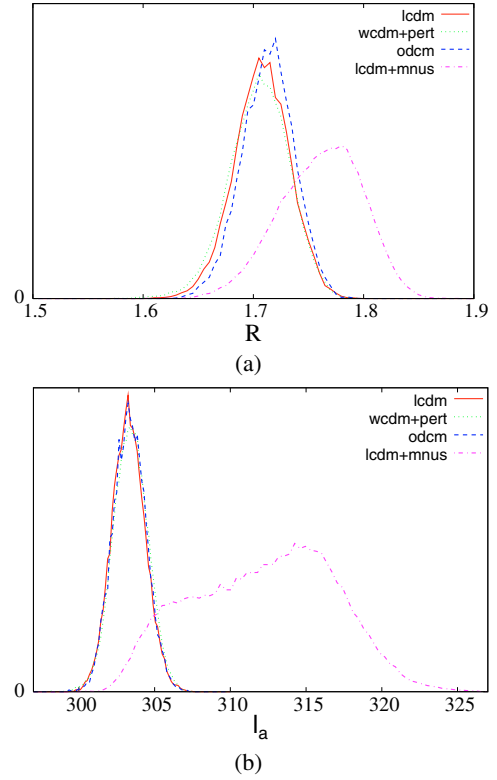 lcdm
wcdm+pert
odcm
lcdm+mnus
0
1.5 1.6 1.7 1.8 1.9
R
(a)
lcdm
wcdm+pert
odcm
lcdm+mnus
0
300 305 310 315 320 325
l_a
(b)